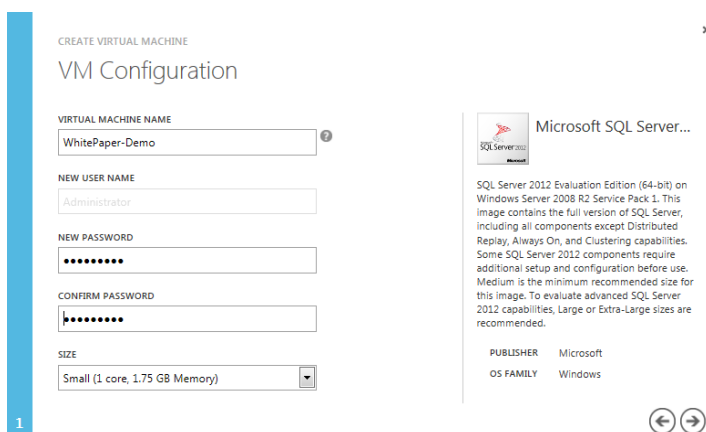 CREATE VIRTUAL MACHINE
VM Configuration
VIRTUAL MACHINE NAME
WhitePaper-Demo
?
NEW USER NAME
Administrator
NEW PASSWORD
●●●●●●●●●
CONFIRM PASSWORD
●●●●●●●●●
SIZE
Small (1 core, 1.75 GB Memory)
Microsoft SQL Server...
SQL Server 2012
Microsoft
SQL Server 2012 Evaluation Edition (64-bit) on
Windows Server 2008 R2 Service Pack 1. This
image contains the full version of SQL Server,
including all components except Distributed
Replay, Always On, and Clustering capabilities.
Some SQL Server 2012 components require
additional setup and configuration before use.
Medium is the minimum recommended size for
this image. To evaluate advanced SQL Server
2012 capabilities, Large or Extra-Large sizes are
recommended.
PUBLISHER Microsoft
OS FAMILY Windows
1